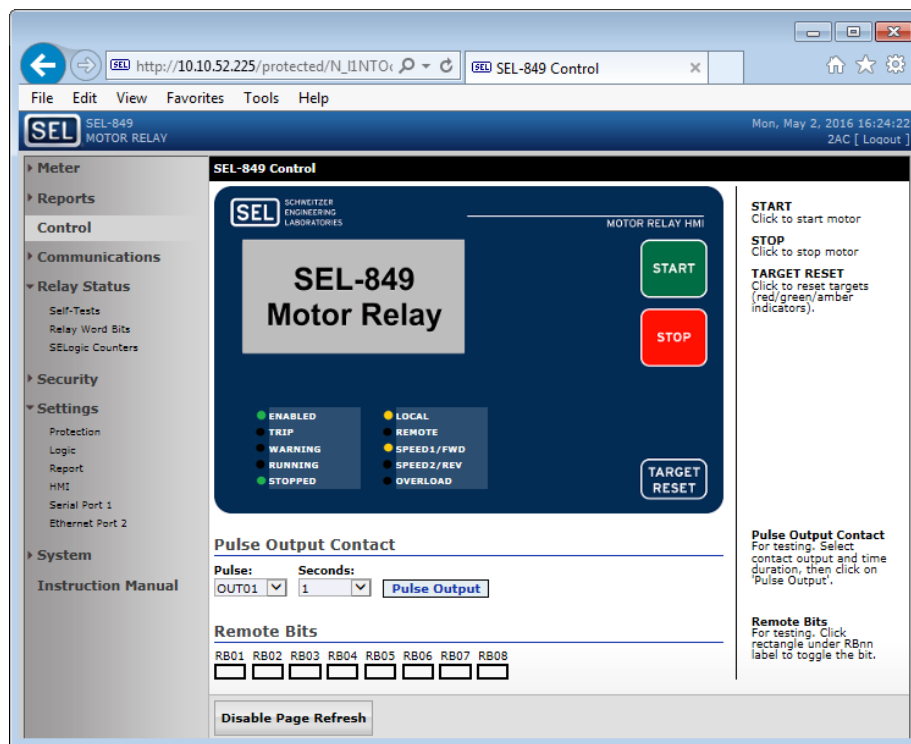 SEL http://10.10.52.225/protected/N_I1NTO
SEL SEL-849 Control
File Edit View Favorites Tools Help
SEL SEL-849
MOTOR RELAY
Mon, May 2, 2016 16:24:22
2AC [ Logout ]
Meter
Reports
Control
Communications
Relay Status
Self-Tests
Relay Word Bits
SELogic Counters
Security
Settings
Protection
Logic
Report
HMI
Serial Port 1
Ethernet Port 2
System
Instruction Manual
SEL-849 Control
SEL SCHWEITZER
ENGINEERING
LABORATORIES
MOTOR RELAY HMI
SEL-849
Motor Relay
START
STOP
ENABLED LOCAL
TRIP REMOTE
WARNING SPEED1/FWD
RUNNING SPEED2/REV
STOPPED OVERLOAD
TARGET
RESET
Pulse Output Contact
Pulse: Seconds:
OUT01 1 Pulse Output
Remote Bits
RB01 RB02 RB03 RB04 RB05 RB06 RB07 RB08
Disable Page Refresh
START
Click to start motor
STOP
Click to stop motor
TARGET RESET
Click to reset targets
(red/green/amber
indicators).
Pulse Output Contact
For testing. Select
contact output and time
duration, then click on
'Pulse Output'.
Remote Bits
For testing. Click
rectangle under RBnn
label to toggle the bit.